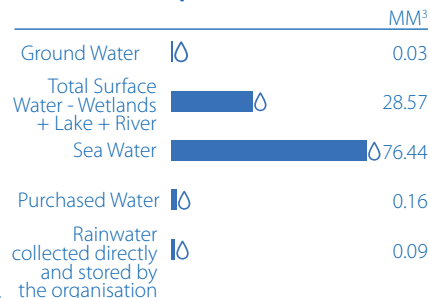 MM³
Ground Water 0.03
Total Surface
Water - Wetlands
+ Lake + River
28.57
Sea Water 76.44
Purchased Water 0.16
Rainwater
collected directly
and stored by
the organisation
0.09